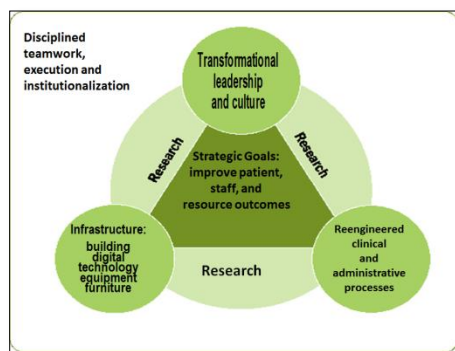 Disciplined
teamwork,
execution and
institutionalization
Transformational
leadership
and culture
Research
Research
Strategic Goals:
improve patient,
staff, and
resource outcomes
Infrastructure:
building
digital
technology
equipment
furniture
Research
Reengineered
clinical
and
administrative
processes